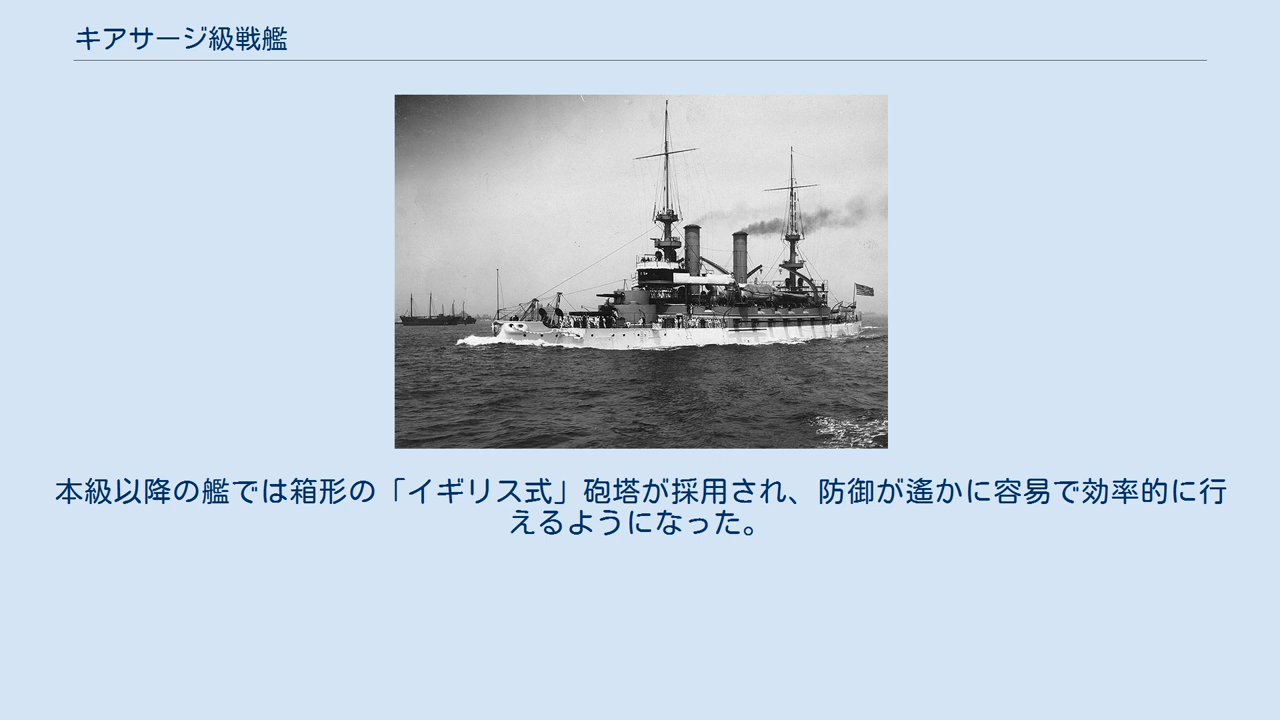 キアサージ級戦艦
本級以降の艦では箱形の「イギリス式」砲塔が採用され、防御が遙かに容易で効率的に行
えるようになった。